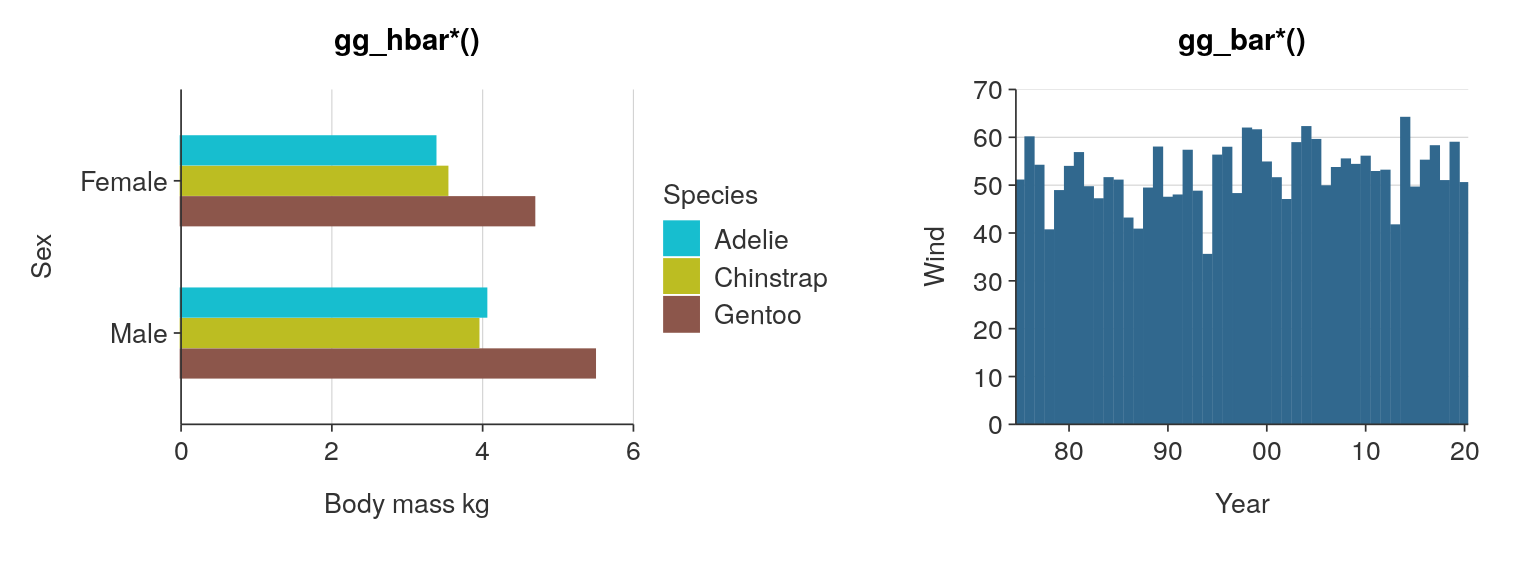 gg_hbar*()
Sex
Female
Male
0 2 4 6
Body mass kg
Species
Adelie
Chinstrap
Gentoo
gg_bar*()
Wind
70
60
50
40
30
20
10
0
80 90 00 10 20
Year